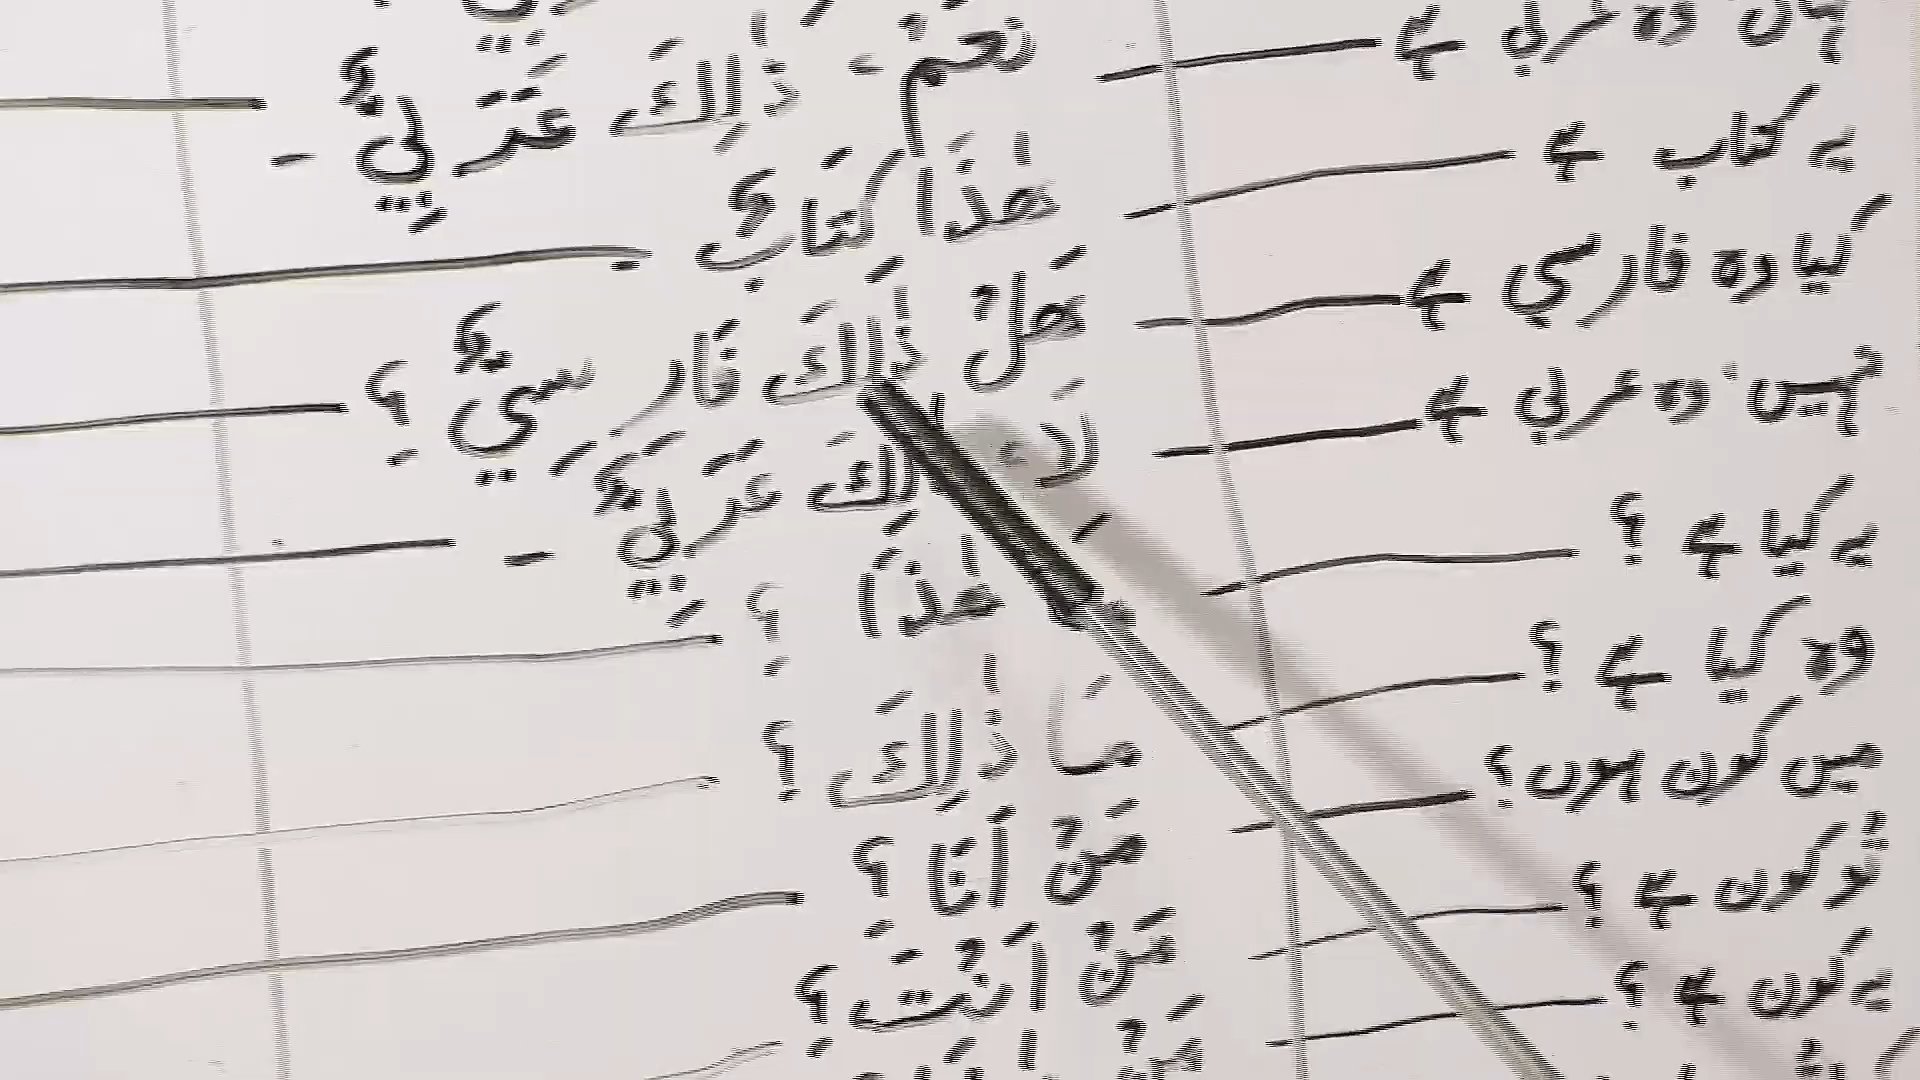 ہاں وہ عربی ہے نَعَمْ۔ ذٰلِكَ عَرَبِيٌّ ۔
یہ کتاب ہے هٰذَا كِتَابٌ
کیا وہ فارسی ہے هَلْ ذٰلِكَ فَارِسِيٌّ ؟
نہیں وہ عربی ہے لَا، عَرَبِيٌّ ۔
یہ کیا ہے ؟ هٰذَا ؟
وہ کیا ہے ؟ مَا ذٰلِكَ ؟
میں کون ہوں؟ مَنْ اَنَا ؟
تو کون ہے ؟ مَنْ اَنْتَ ؟
یہ کون ہے ؟ مَنْ